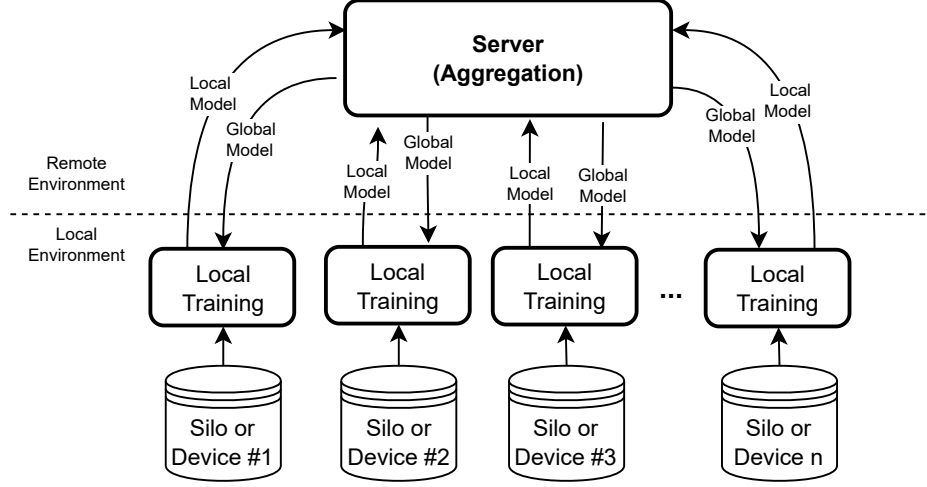 Server
(Aggregation)
Local
Model
Global
Model
Local
Model
Global
Model
Local
Model
Global
Model
Global
Model
Local
Model
Remote
Environment
Local
Environment
Local
Training
Local
Training
Local
Training
...
Local
Training
Silo or
Device #1
Silo or
Device #2
Silo or
Device #3
Silo or
Device n